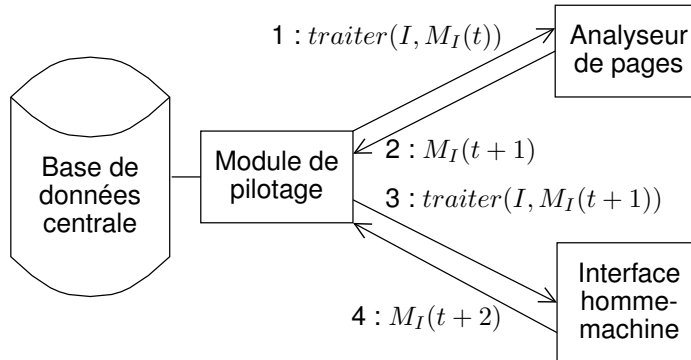 1 : traiter(I, M_I(t))
Analyseur
de pages
Base de
données
centrale
Module de
pilotage
2 : M_I(t+1)
3 : traiter(I, M_I(t+1))
4 : M_I(t+2)
Interface
homme-
machine